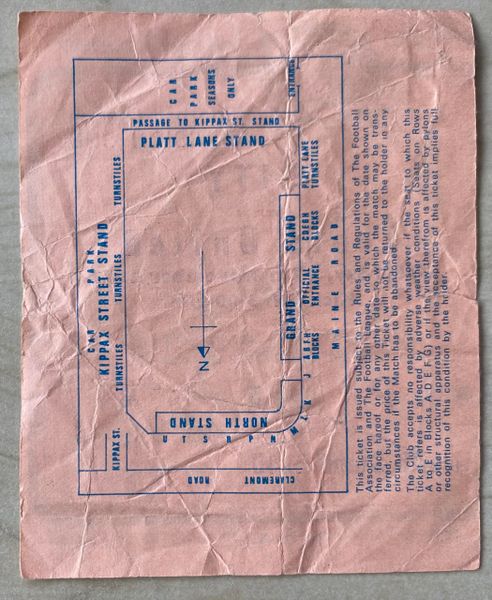 CAR
PARK
SEASONS
ONLY
ENTRANCE
PASSAGE TO KIPPAX ST. STAND
PLATT LANE STAND
CAR PARK
KIPPAX STREET STAND
TURNSTILES
TURNSTILES
TURNSTILES
KIPPAX ST.
N
GRAND STAND
PLATT LANE
TURNSTILES
CDEGH
BLOCKS
OFFICIAL
ENTRANCE
BLOCKS
MAINE ROAD
NORTH STAND
U T S R P N M L K J
CLAREMONT
ROAD
This ticket is issued subject to the Rules and Regulations of The Football
Association and The Football League, and is valid for the date shown on
the face hereof or for any other date to which the match may be trans-
ferred, but the price of this Ticket will not be returned to the holder in any
circumstances if the Match has to be abandoned.
The Club accepts no responsibility whatsoever if the seat to which this
ticket refers is affected by adverse weather conditions (Seats on Rows
A to E in Blocks A D E F G) or if the view therefrom is affected by pylons
or other structural apparatus and the acceptance of this ticket implies full
recognition of this condition by the holder.